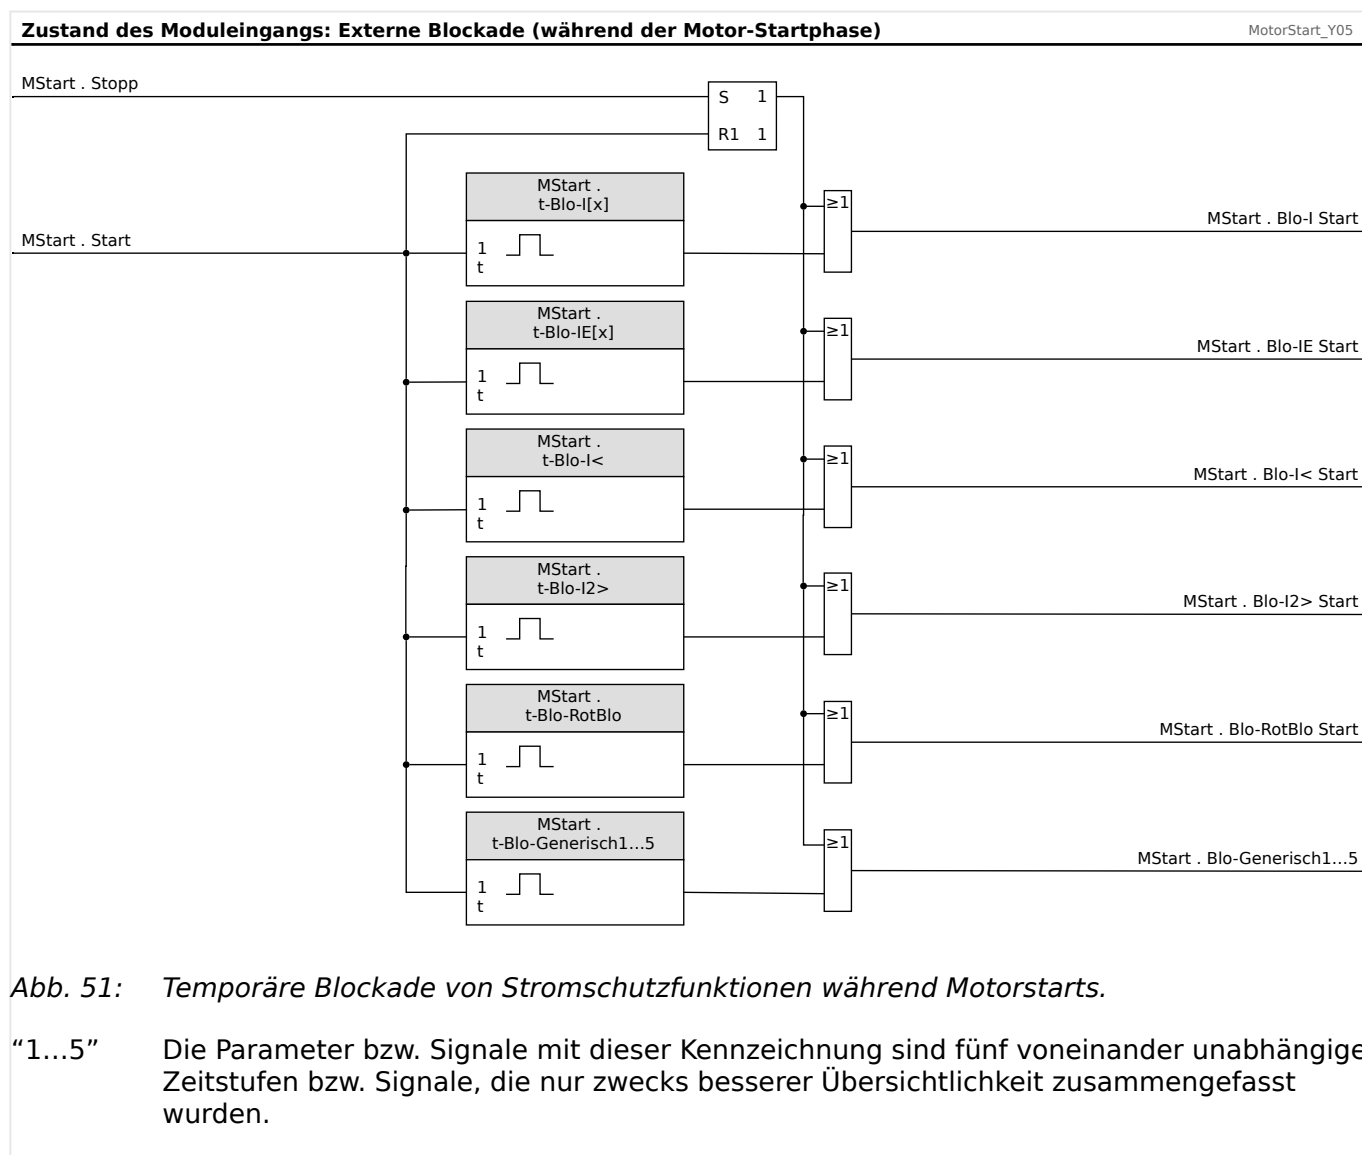 Zustand des Moduleingangs: Externe Blockade (während der Motor-Startphase)
MotorStart_Y05
MStart . Stopp
S 1
R1 1
MStart . Start
MStart .
t-Blo-I[x]
1
t
≥1
MStart . Blo-I Start
MStart .
t-Blo-IE[x]
1
t
≥1
MStart . Blo-IE Start
MStart .
t-Blo-I<
1
t
≥1
MStart . Blo-I< Start
MStart .
t-Blo-I2>
1
t
≥1
MStart . Blo-I2> Start
MStart .
t-Blo-RotBlo
1
t
≥1
MStart . Blo-RotBlo Start
MStart .
t-Blo-Generisch1...5
1
t
≥1
MStart . Blo-Generisch1...5
Abb. 51: Temporäre Blockade von Stromschutzfunktionen während Motorstarts.
“1...5” Die Parameter bzw. Signale mit dieser Kennzeichnung sind fünf voneinander unabhängige
Zeitstufen bzw. Signale, die nur zwecks besserer Übersichtlichkeit zusammengefasst
wurden.